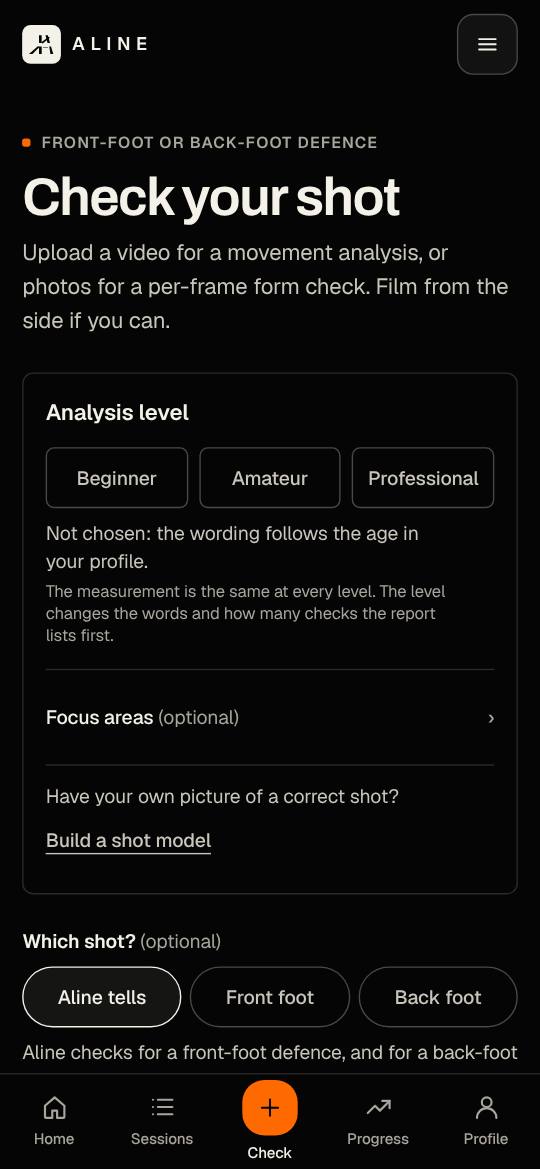 ALINE
FRONT-FOOT OR BACK-FOOT DEFENCE
Check your shot
Upload a video for a movement analysis, or
photos for a per-frame form check. Film from the
side if you can.
Analysis level
Beginner
Amateur
Professional
Not chosen: the wording follows the age in
your profile.
The measurement is the same at every level. The level
changes the words and how many checks the report
lists first.
Focus areas (optional)
Have your own picture of a correct shot?
Build a shot model
Which shot? (optional)
Aline tells
Front foot
Back foot
Aline checks for a front-foot defence, and for a back-foot
Home
Sessions
Check
Progress
Profile